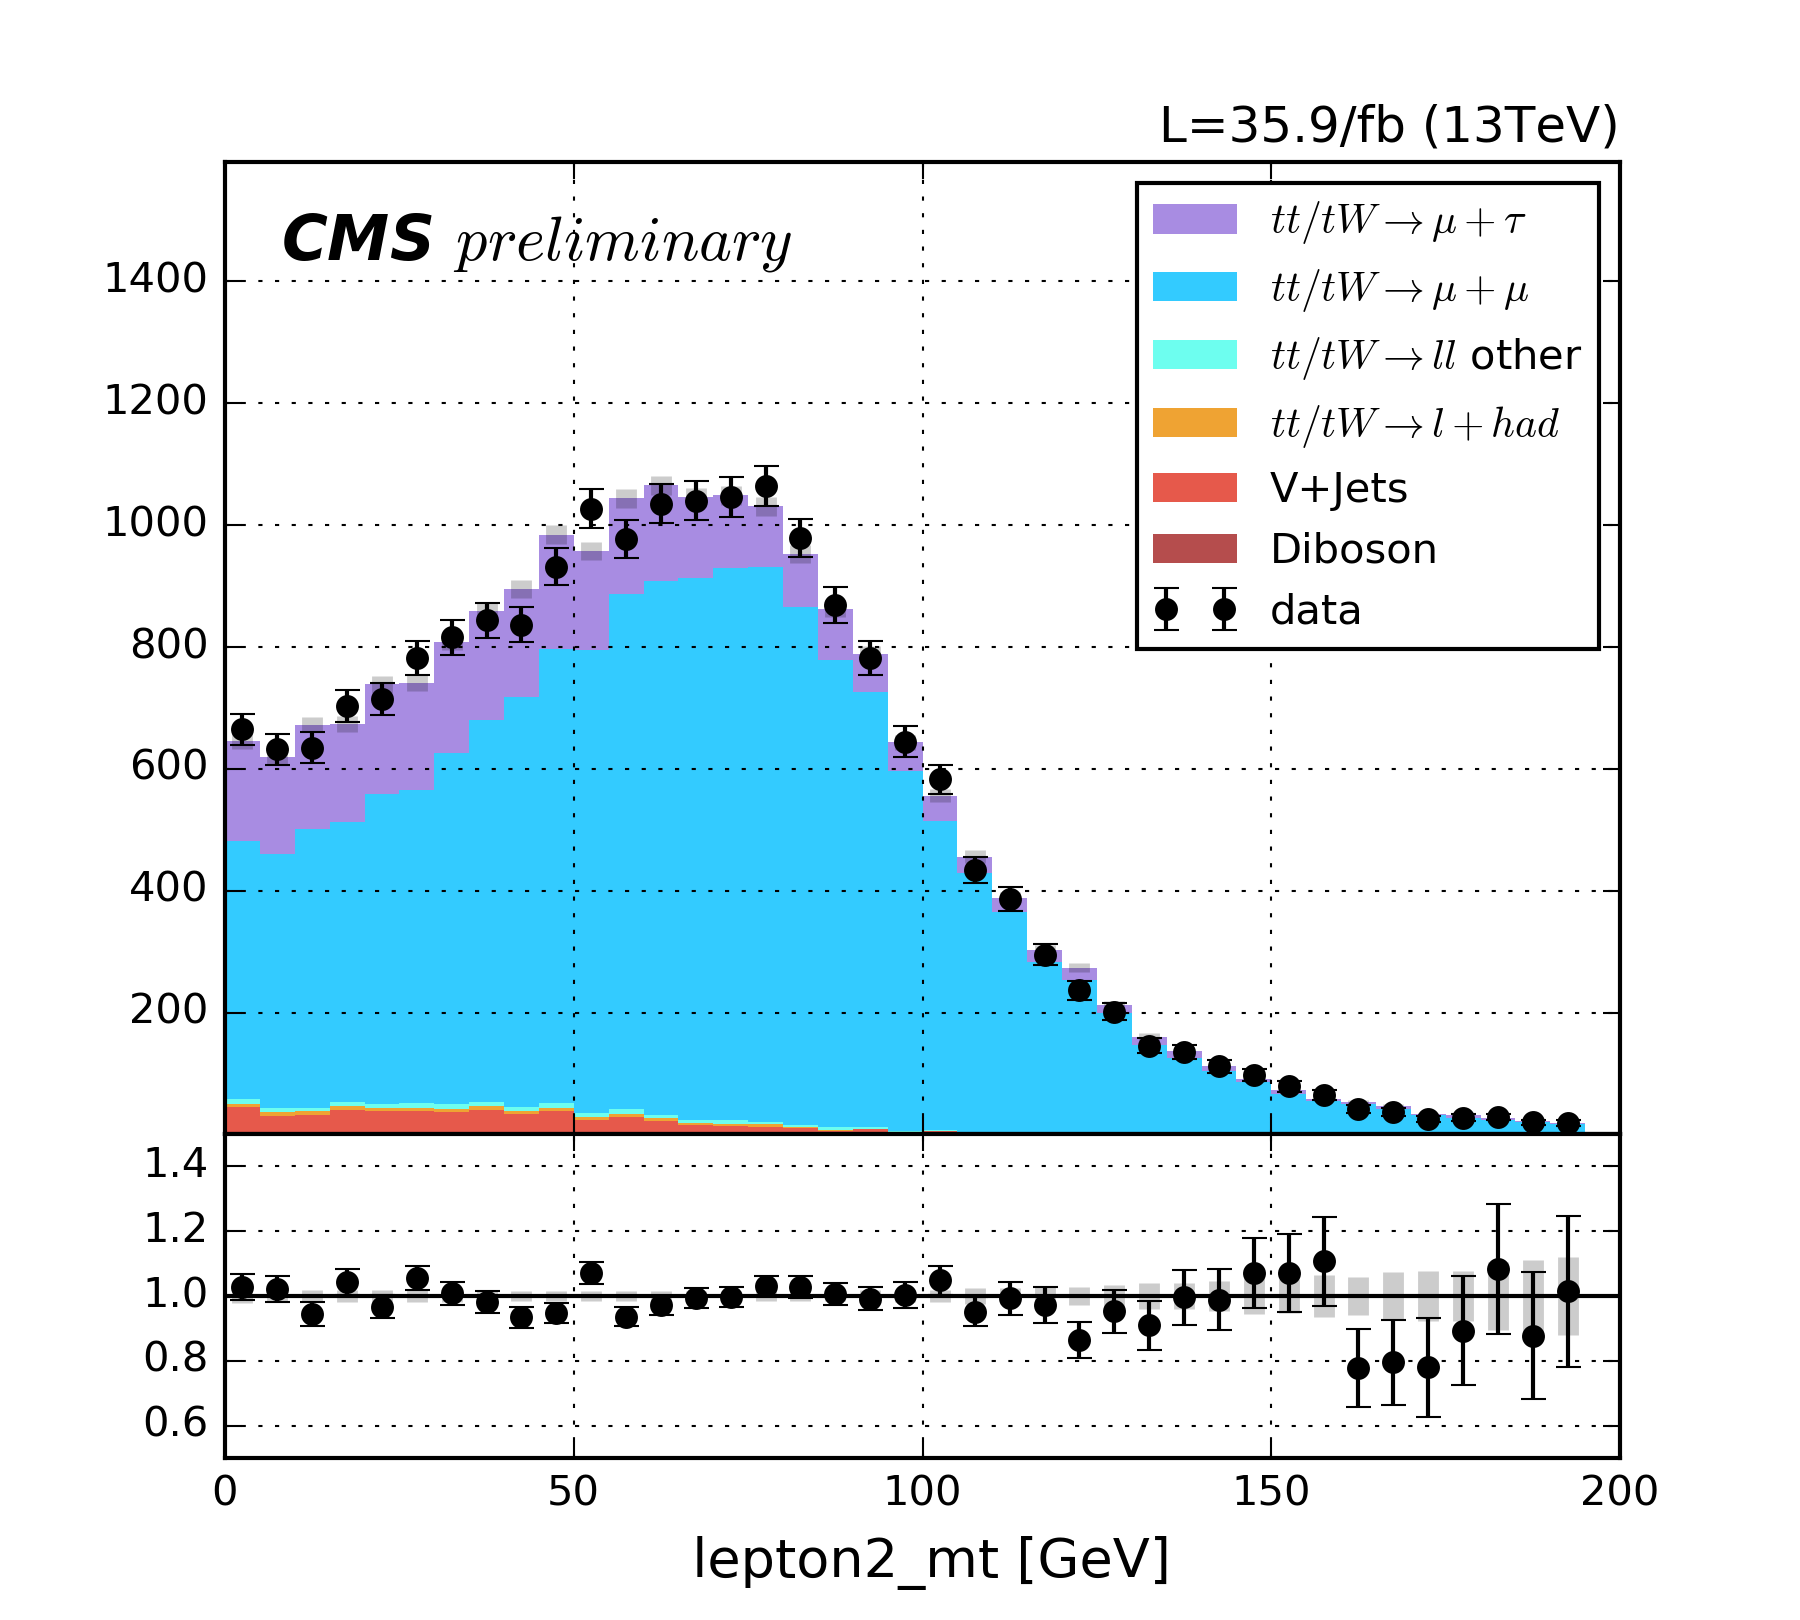 L=35.9/fb (13TeV)
CMS preliminary
tt/tW→μ+τ
tt/tW→μ+μ
tt/tW→ll other
tt/tW→l+had
V+Jets
Diboson
data
1400
1200
1000
800
600
400
200
1.4
1.2
1.0
0.8
0.6
0 50 100 150 200
lepton2_mt [GeV]